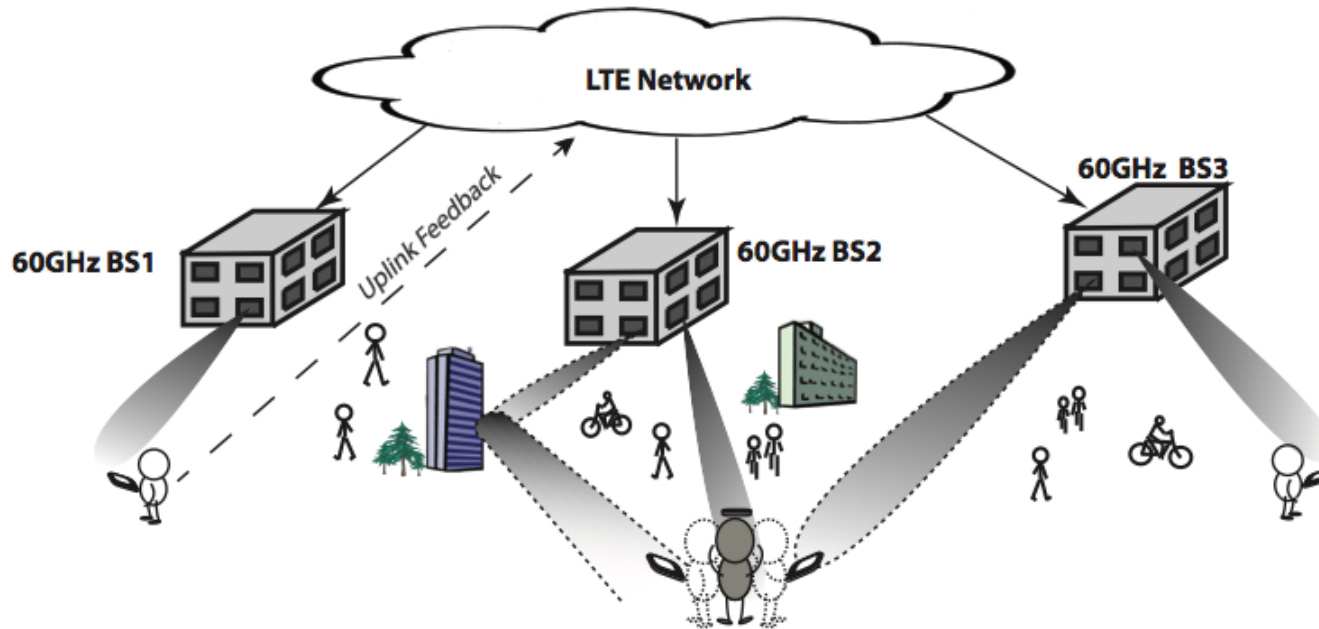 LTE Network
60GHz BS3
Uplink Feedback
60GHz BS2
60GHz BS1